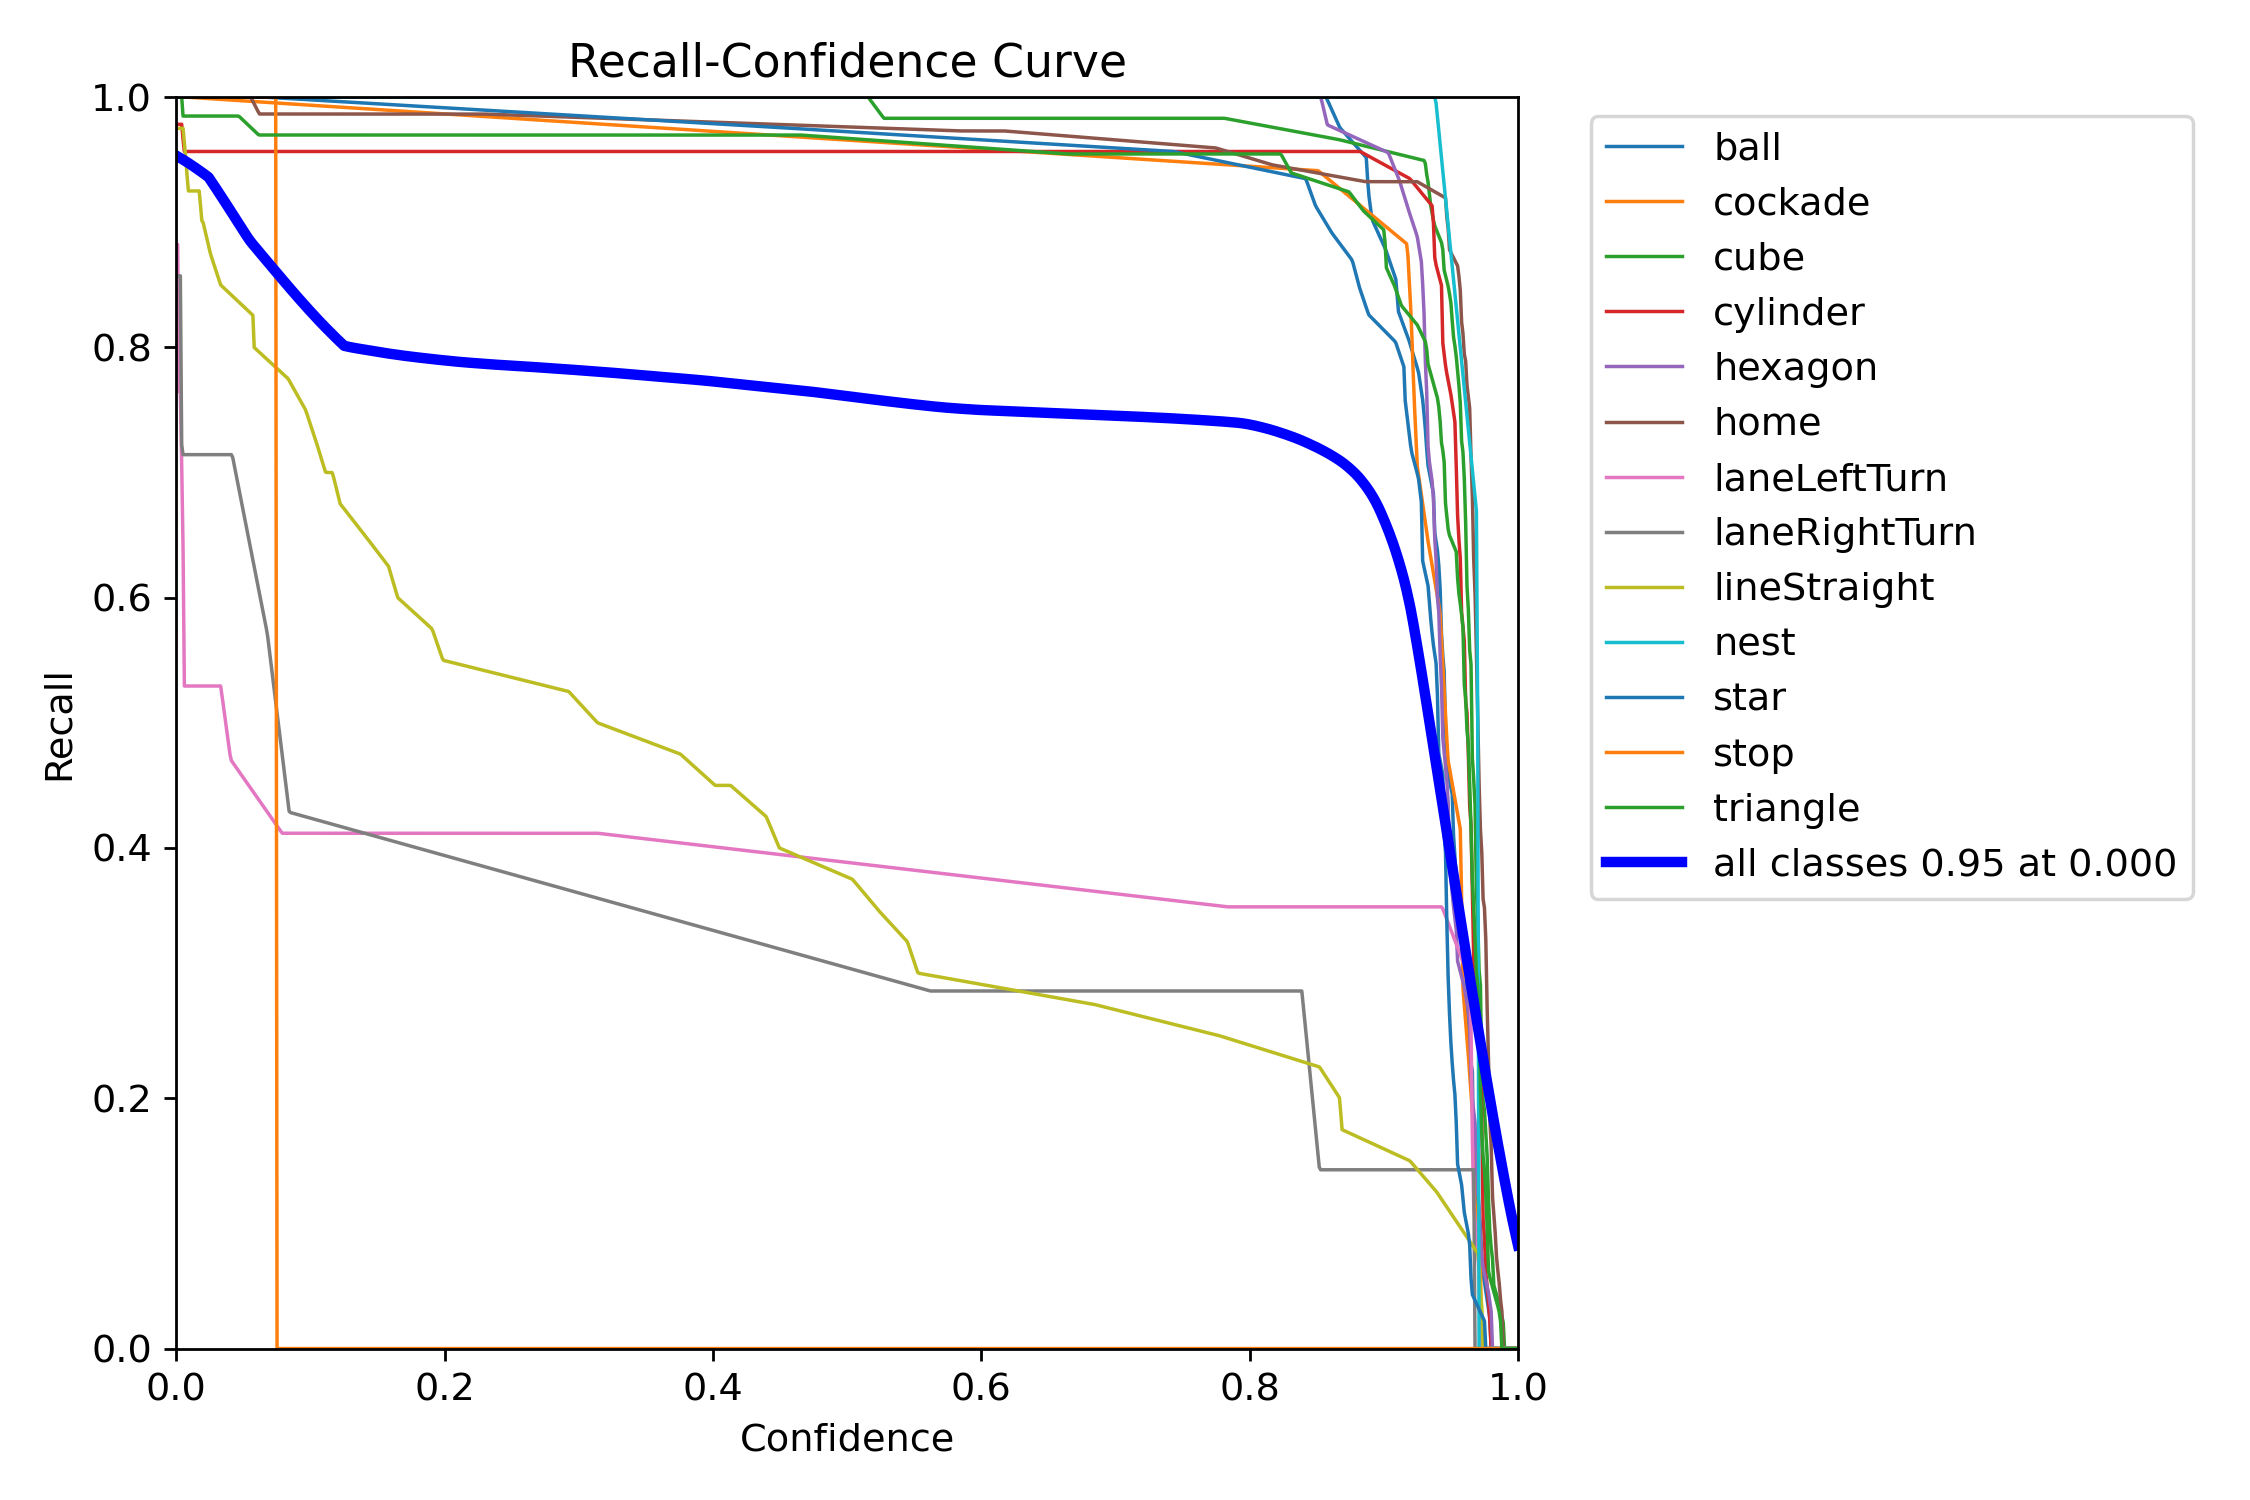 Recall-Confidence Curve
1.0
0.8
0.6
0.4
0.2
0.0
Recall
0.0 0.2 0.4 0.6 0.8 1.0
Confidence
ball
cockade
cube
cylinder
hexagon
home
laneLeftTurn
laneRightTurn
lineStraight
nest
star
stop
triangle
all classes 0.95 at 0.000